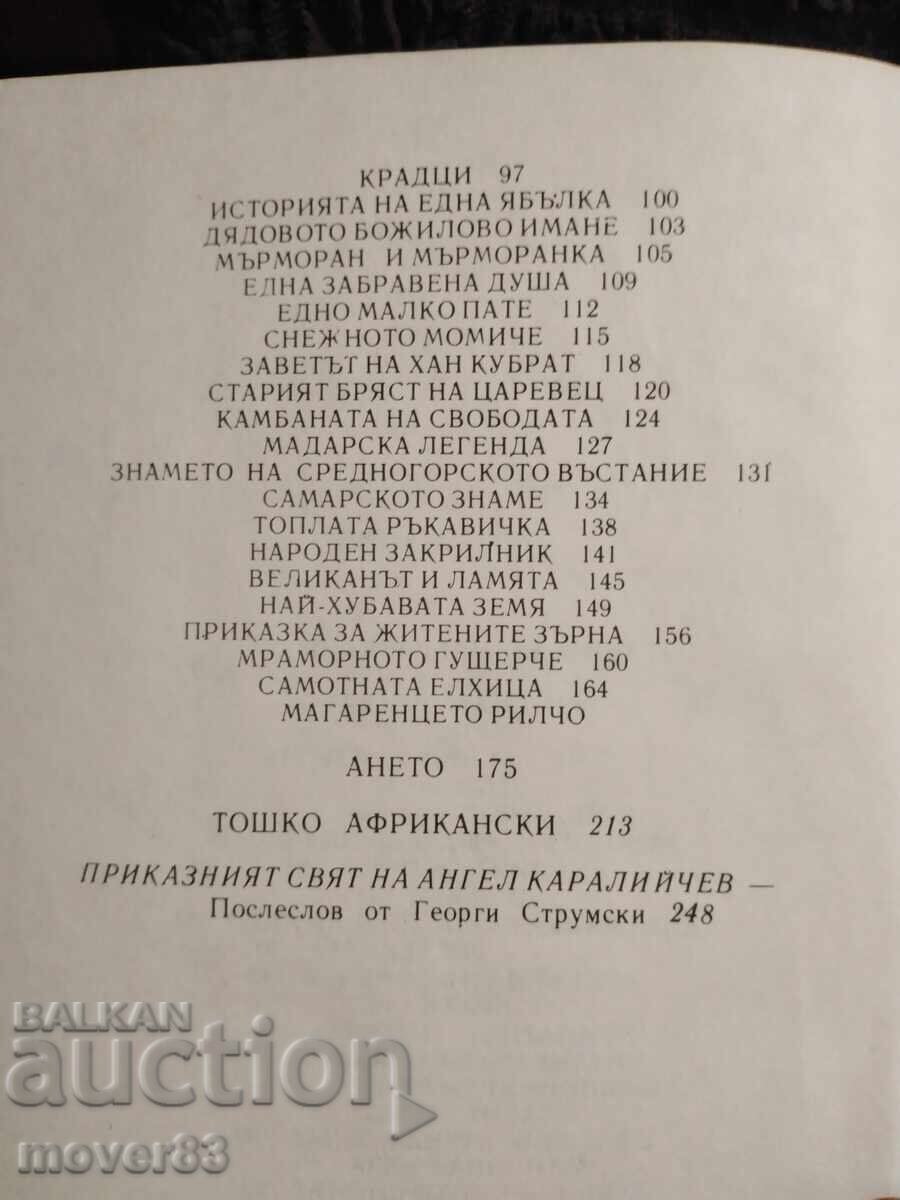 КРАДЦИ 97
ИСТОРИЯТА НА ЕДНА ЯБЪЛКА 100
ДЯДОВОТО БОЖИЛОВО ИМАНЕ 103
МЪРМОРАН И МЪРМОРАНКА 105
ЕДНА ЗАБРАВЕНА ДУША 109
ЕДНО МАЛКО ПАТЕ 112
СНЕЖНОТО МОМИЧЕ 115
ЗАВЕТЪТ НА ХАН КУБРАТ 118
СТАРИЯТ БРЯСТ НА ЦАРЕВЕЦ 120
КАМБАНАТА НА СВОБОДАТА 124
МАДАРСКА ЛЕГЕНДА 127
ЗНАМЕТО НА СРЕДНОГОРСКОТО ВЪСТАНИЕ 131
САМАРСКОТО ЗНАМЕ 134
ТОПЛАТА РЪКАВИЧКА 138
НАРОДЕН ЗАКРИЛНИК 141
ВЕЛИКАНЪТ И ЛАМЯТА 145
НАЙ-ХУБАВАТА ЗЕМЯ 149
ПРИКАЗКА ЗА ЖИТЕНИТЕ ЗЪРНА 156
МРАМОРНОТО ГУЩЕРЧЕ 160
САМОТНАТА ЕЛХИЦА 164
МАГАРЕНЦЕТО РИЛЧО
АНЕТО 175
ТОШКО АФРИКАНСКИ 213
ПРИКАЗНИЯТ СВЯТ НА АНГЕЛ КАРАЛИЙЧЕВ —
Послеслов от Георги Струмски 248
BALKAN
auction
mover83